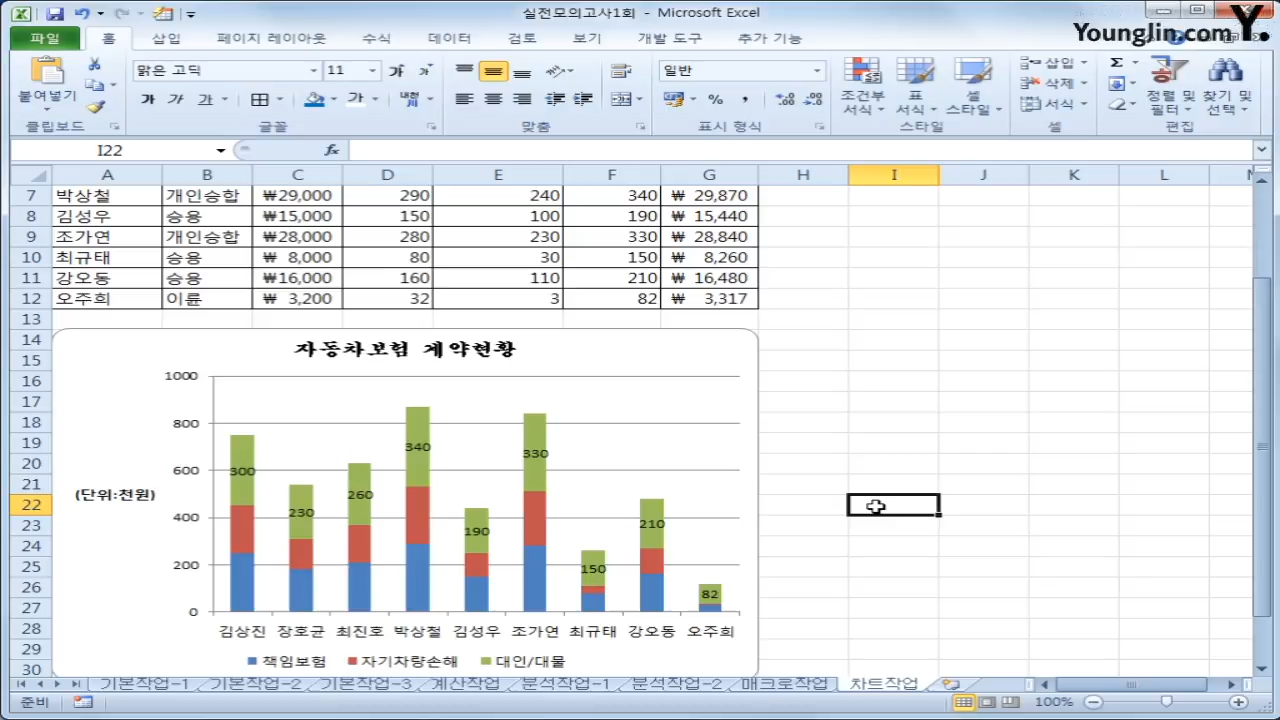 실전모의고사1회 - Microsoft Excel
Younglin.com Y.
파일 홈 삽입 페이지 레이아웃 수식 데이터 검토 보기 개발 도구 추가 기능
맑은 고딕 11 가 가 일반 삽입 Σ
붙여넣기 가 가 가 가 % , 조건부 서식 표 서식 셀 스타일 삭제 서식 정렬 및 필터 찾기 및 선택
클립보드 글꼴 맞춤 표시 형식 스타일 셀 편집
I22 fx
A B C D E F G H I J K L
7 박상철 개인승합 ₩29,000 290 240 340 ₩ 29,870
8 김성우 승용 ₩15,000 150 100 190 ₩ 15,440
9 조가연 개인승합 ₩28,000 280 230 330 ₩ 28,840
10 최규태 승용 ₩ 8,000 80 30 150 ₩ 8,260
11 강오동 승용 ₩16,000 160 110 210 ₩ 16,480
12 오주희 이륜 ₩ 3,200 32 3 82 ₩ 3,317
13
14 자동차보험 계약현황
15
16 1000
17
18 800
19 340
20 600 300 330
21
22 (단위:천원) 260
23 400 230 190 210
24
25 200 150
26 82
27 0
28 김상진 장호균 최진호 박상철 김성우 조가연 최규태 강오동 오주희
29
30 책임보험 자기차량손해 대인/대물
기본작업-1 기본작업-2 기본작업-3 계산작업 분석작업-1 분석작업-2 매크로작업 차트작업
준비 100%